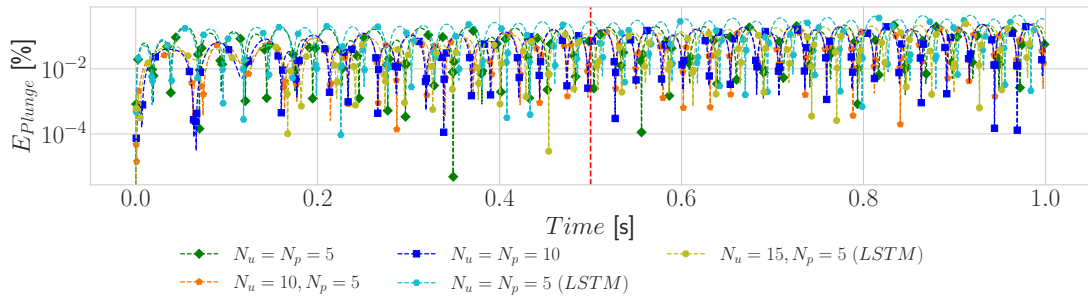 E_{Plunge} [%]
10^{-2}
10^{-4}
0.0 0.2 0.4 0.6 0.8 1.0
Time [s]
N_u = N_p = 5 N_u = N_p = 10 N_u = 15, N_p = 5 (LSTM)
N_u = 10, N_p = 5 N_u = N_p = 5 (LSTM)